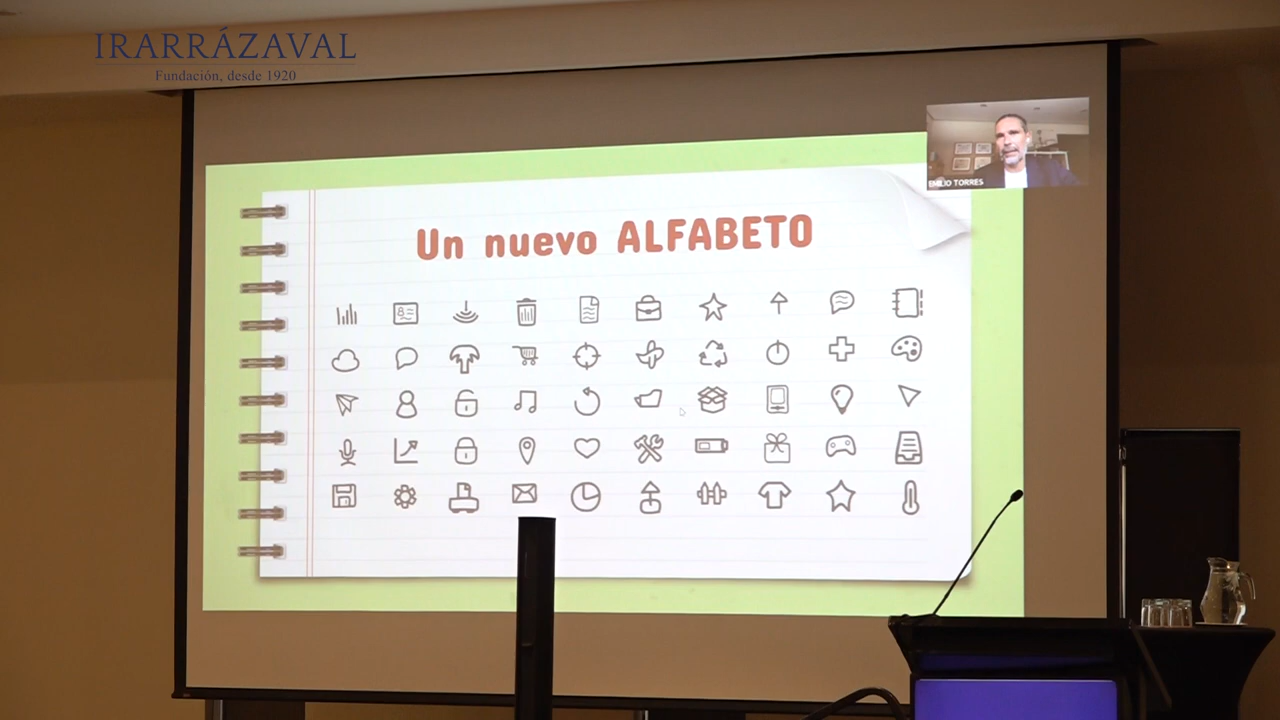 IRARRÁZAVAL
Fundación, desde 1920
EMILIO TORRES
Un nuevo ALFABETO